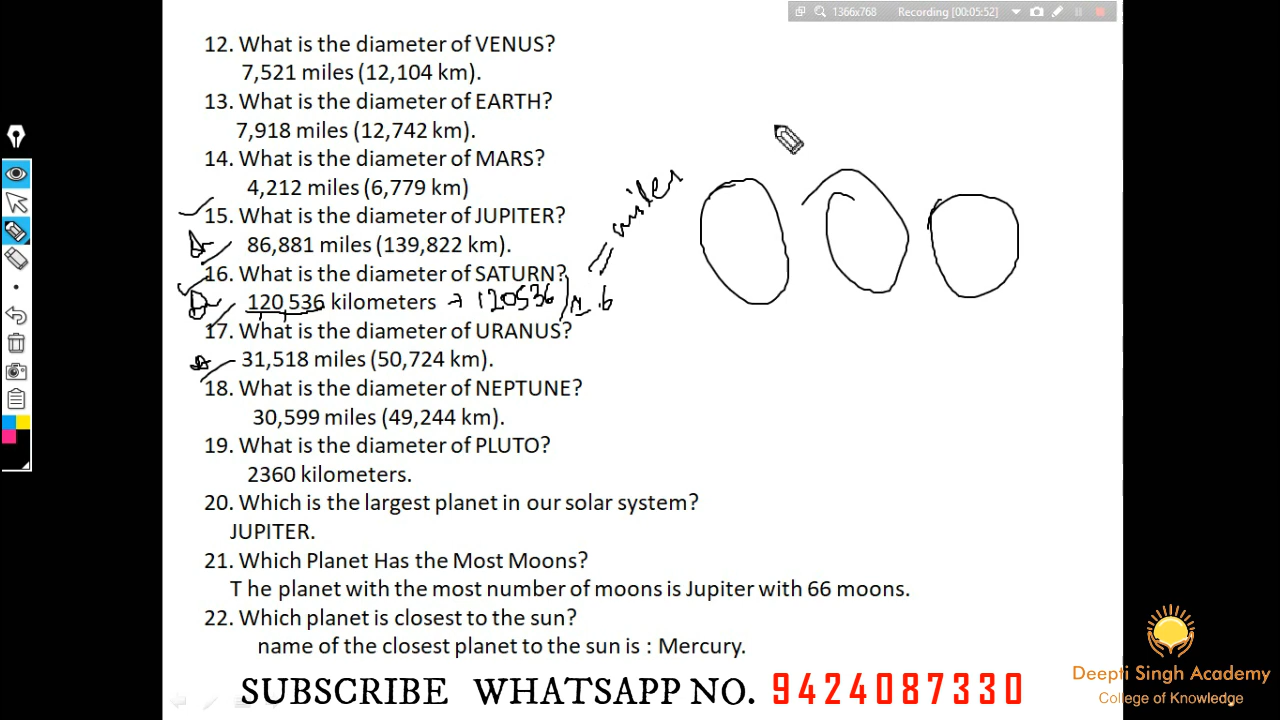 1366x768 Recording [00:05:52]
12. What is the diameter of VENUS?
7,521 miles (12,104 km).
13. What is the diameter of EARTH?
7,918 miles (12,742 km).
14. What is the diameter of MARS?
4,212 miles (6,779 km)
15. What is the diameter of JUPITER?
86,881 miles (139,822 km).
16. What is the diameter of SATURN?
120,536 kilometers → 120536 / 1.6 = miles
17. What is the diameter of URANUS?
31,518 miles (50,724 km).
18. What is the diameter of NEPTUNE?
30,599 miles (49,244 km).
19. What is the diameter of PLUTO?
2360 kilometers.
20. Which is the largest planet in our solar system?
JUPITER.
21. Which Planet Has the Most Moons?
T he planet with the most number of moons is Jupiter with 66 moons.
22. Which planet is closest to the sun?
name of the closest planet to the sun is : Mercury.
SUBSCRIBE WHATSAPP NO. 9424087330
Deepti Singh Academy
College of Knowledge